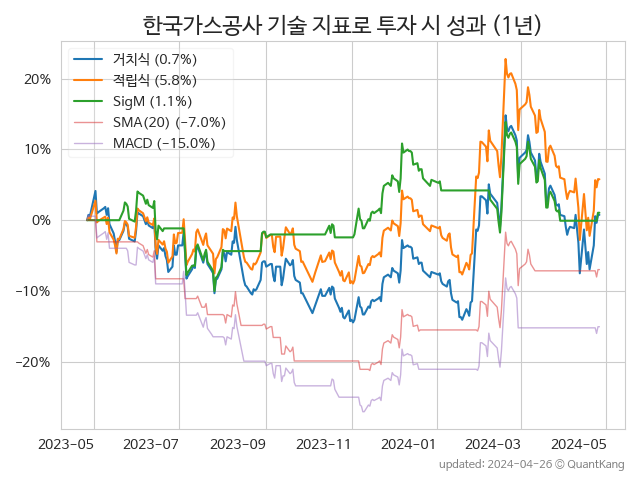 한국가스공사 기술 지표로 투자 시 성과 (1년)
거치식 (0.7%)
적립식 (5.8%)
SigM (1.1%)
SMA(20) (−7.0%)
MACD (−15.0%)
20%
10%
0%
−10%
−20%
2023-05 2023-07 2023-09 2023-11 2024-01 2024-03 2024-05
updated: 2024-04-26 © QuantKang